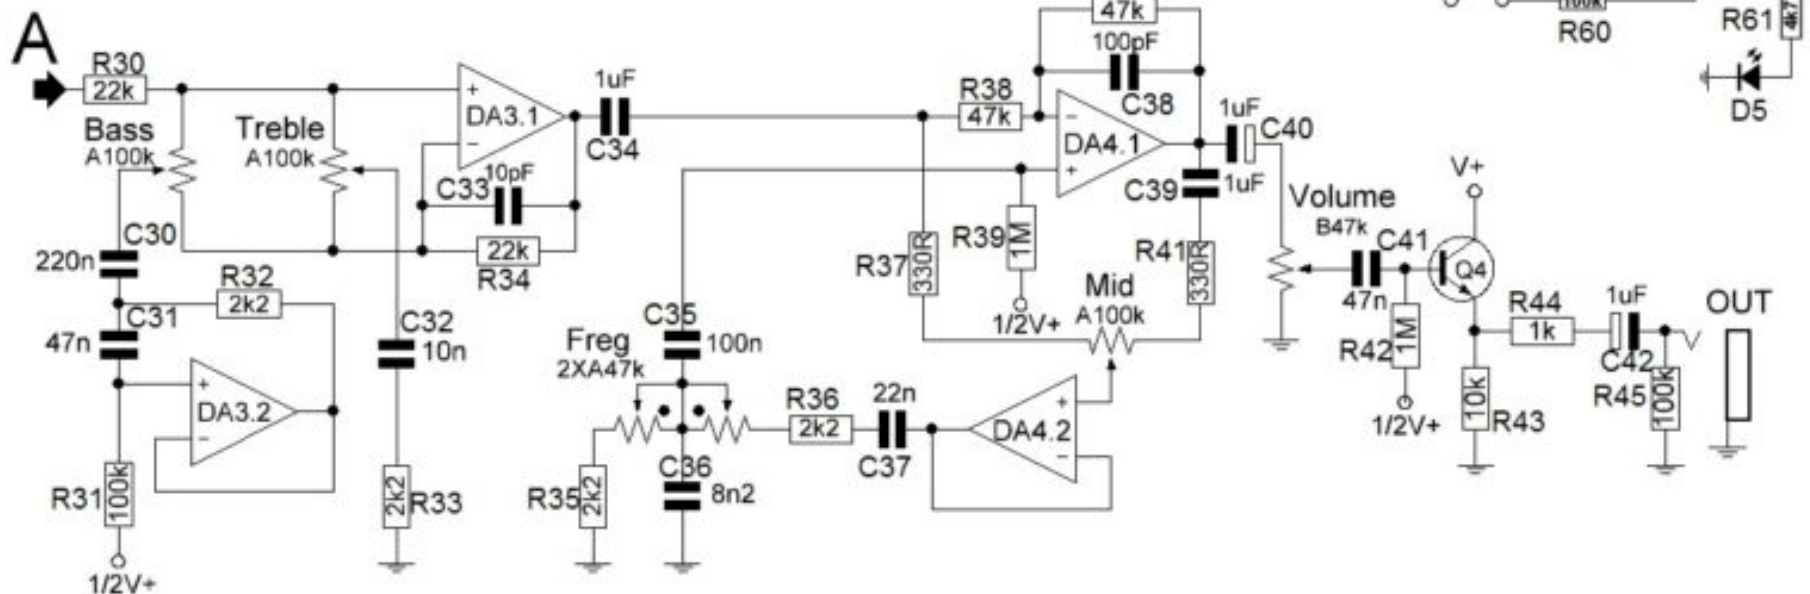 A
R30
22k
Bass
A100k
Treble
A100k
+
DA3.1
-
C33
10pF
22k
R34
1uF
C34
C30
220n
R32
2k2
C31
47n
+
DA3.2
-
R31
100k
1/2V+
C32
10n
2k2
R33
47k
100pF
C38
R38
47k
-
DA4.1
+
1uF
C40
C39
1uF
R37
330R
R39
1M
1/2V+
R41
330R
Mid
A100k
C35
100n
Freg
2XA47k
R36
2k2
22n
C37
+
DA4.2
-
R35
2k2
C36
8n2
Volume
B47k
C41
47n
V+
Q4
R42
1M
1/2V+
10k
R43
R44
1k
1uF
C42
R45
100k
OUT
100k
R60
R61
4k7
D5